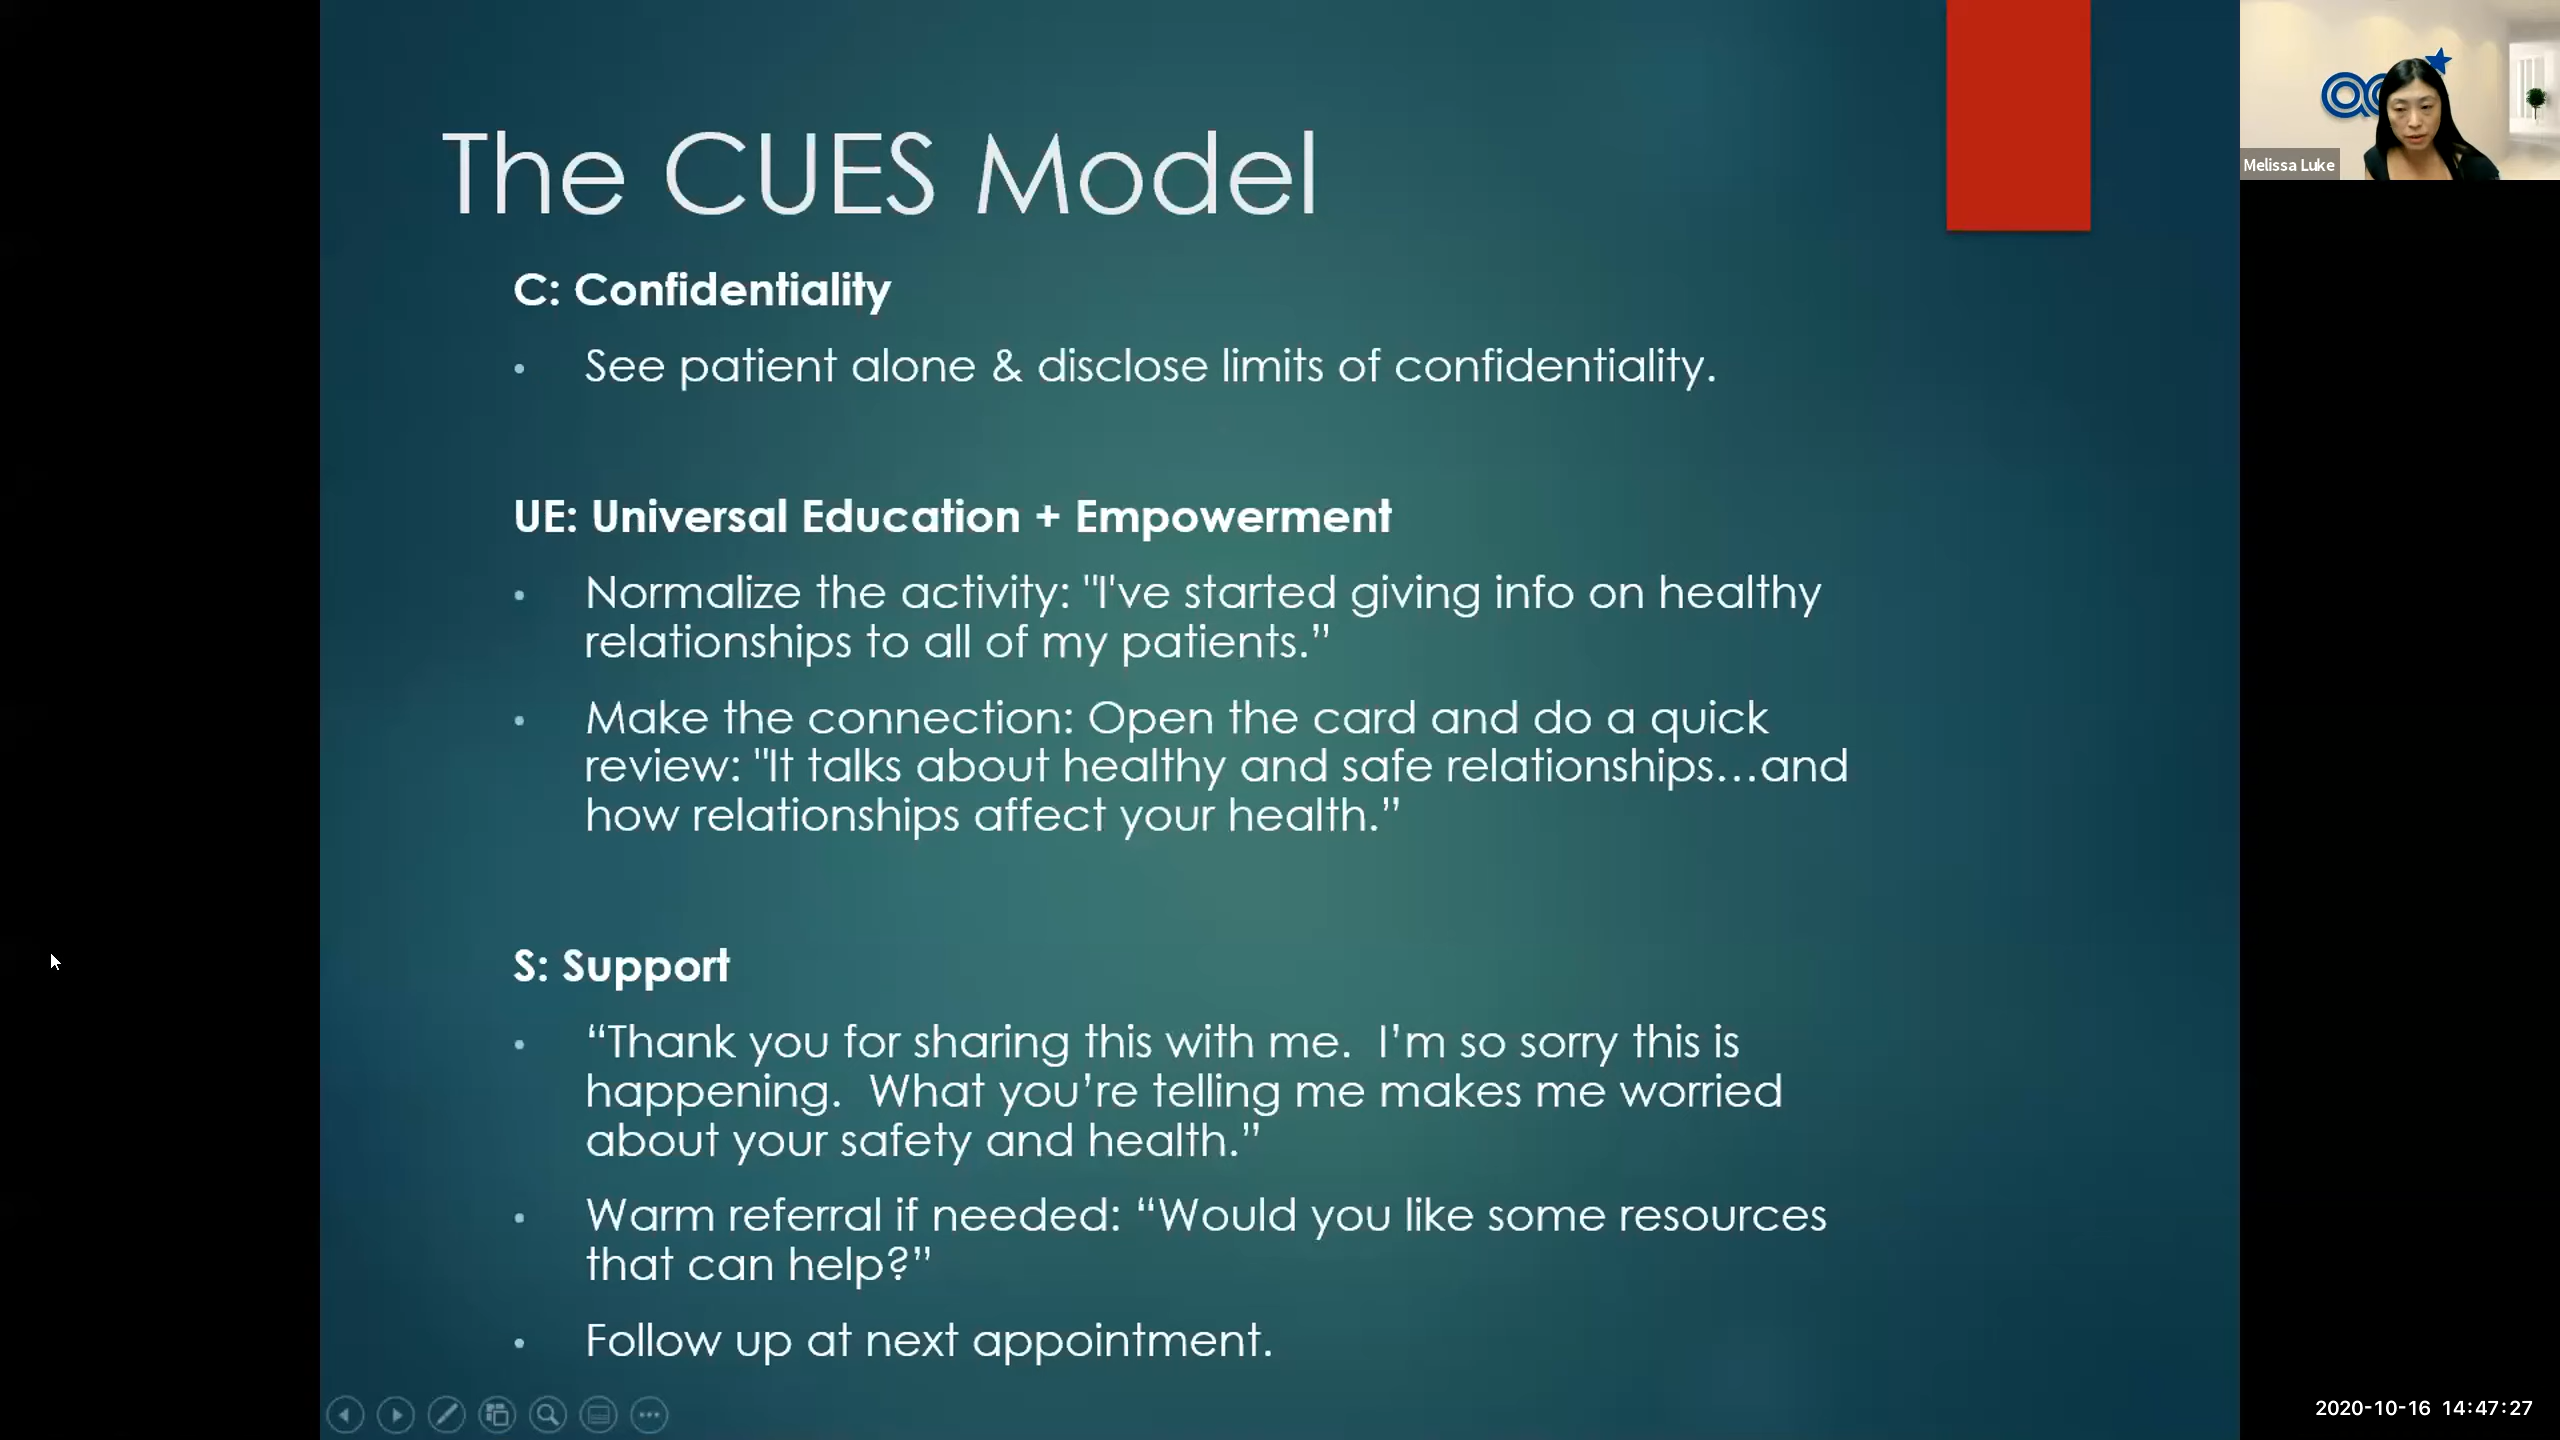 The CUES Model
C: Confidentiality
• See patient alone & disclose limits of confidentiality.
UE: Universal Education + Empowerment
• Normalize the activity: "I've started giving info on healthy
relationships to all of my patients.”
• Make the connection: Open the card and do a quick
review: "It talks about healthy and safe relationships…and
how relationships affect your health.”
S: Support
• “Thank you for sharing this with me.  I’m so sorry this is
happening.  What you’re telling me makes me worried
about your safety and health.”
• Warm referral if needed: “Would you like some resources
that can help?”
• Follow up at next appointment.
Melissa Luke
2020-10-16 14:47:27